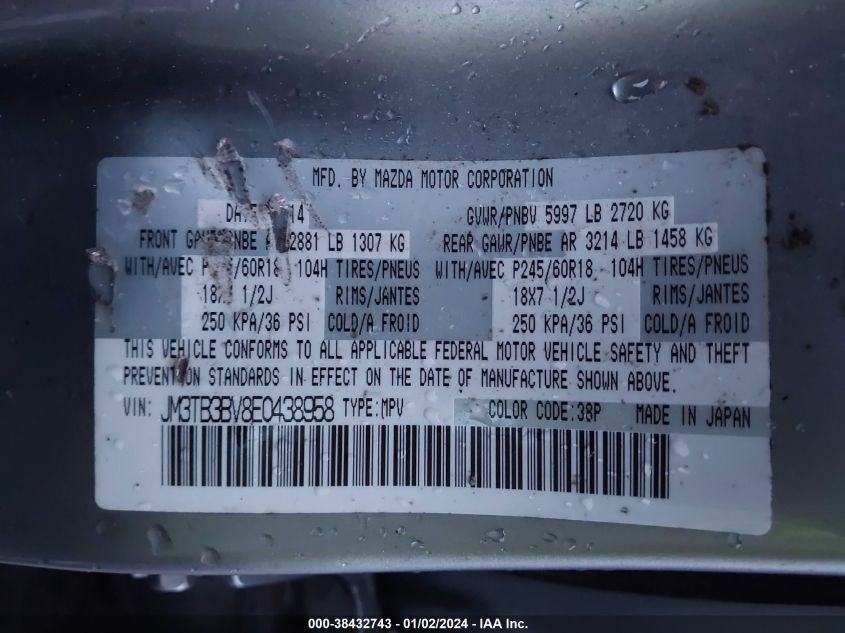 MFD. BY MAZDA MOTOR CORPORATION
14 GVWR/PNBV 5997 LB 2720 KG
FRONT 2881 LB 1307 KG REAR GAWR/PNBE AR 3214 LB 1458 KG
WITH/AVEC /60R18 104H TIRES/PNEUS WITH/AVEC P245/60R18 104H TIRES/PNEUS
1/2J RIMS/JANTES 18X7 1/2J RIMS/JANTES
250 KPA/36 PSI COLD/A FROID 250 KPA/36 PSI COLD/A FROID
THIS VEHICLE CONFORMS TO ALL APPLICABLE FEDERAL MOTOR VEHICLE SAFETY AND THEFT
PREVENTION STANDARDS IN EFFECT ON THE DATE OF MANUFACTURE SHOWN ABOVE.
VIN: JM3TB3BV8E0438958 TYPE:MPV COLOR CODE:38P MADE IN JAPAN
000-38432743 - 01/02/2024 - IAA Inc.